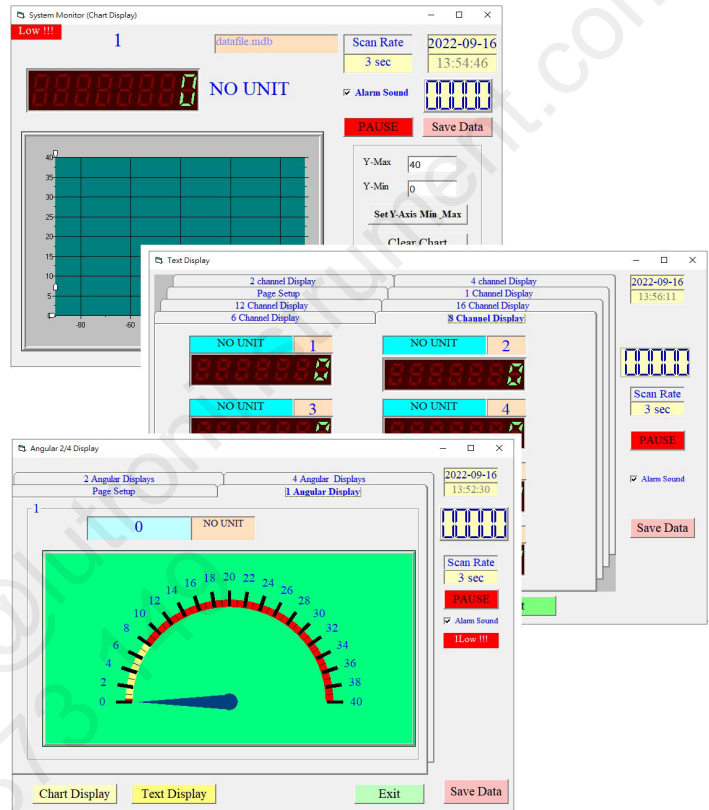 System Monitor (Chart Display)
Low !!!
1
datafile.mdb
Scan Rate
2022-09-16
3 sec
13:54:46
0
NO UNIT
Alarm Sound
00000
PAUSE
Save Data
Y-Max
40
Y-Min
0
Set Y-Axis Min_Max
Clear Chart
40
35
30
25
20
15
10
5
0
-80
-60
Text Display
2 channel Display
4 channel Display
Page Setup
1 Channel Display
12 Channel Display
16 Channel Display
6 Channel Display
8 Channel Display
2022-09-16
13:56:11
NO UNIT
1
NO UNIT
2
0
0
00000
Scan Rate
3 sec
NO UNIT
3
NO UNIT
4
PAUSE
Alarm Sound
Save Data
Angular 2/4 Display
2 Angular Displays
4 Angular Displays
Page Setup
1 Angular Display
2022-09-16
13:52:30
1
0
NO UNIT
00000
Scan Rate
3 sec
PAUSE
Alarm Sound
1Low !!!
0
2
4
6
8
10
12
14
16
18
20
22
24
26
28
30
32
34
36
38
40
Chart Display
Text Display
Exit
Save Data